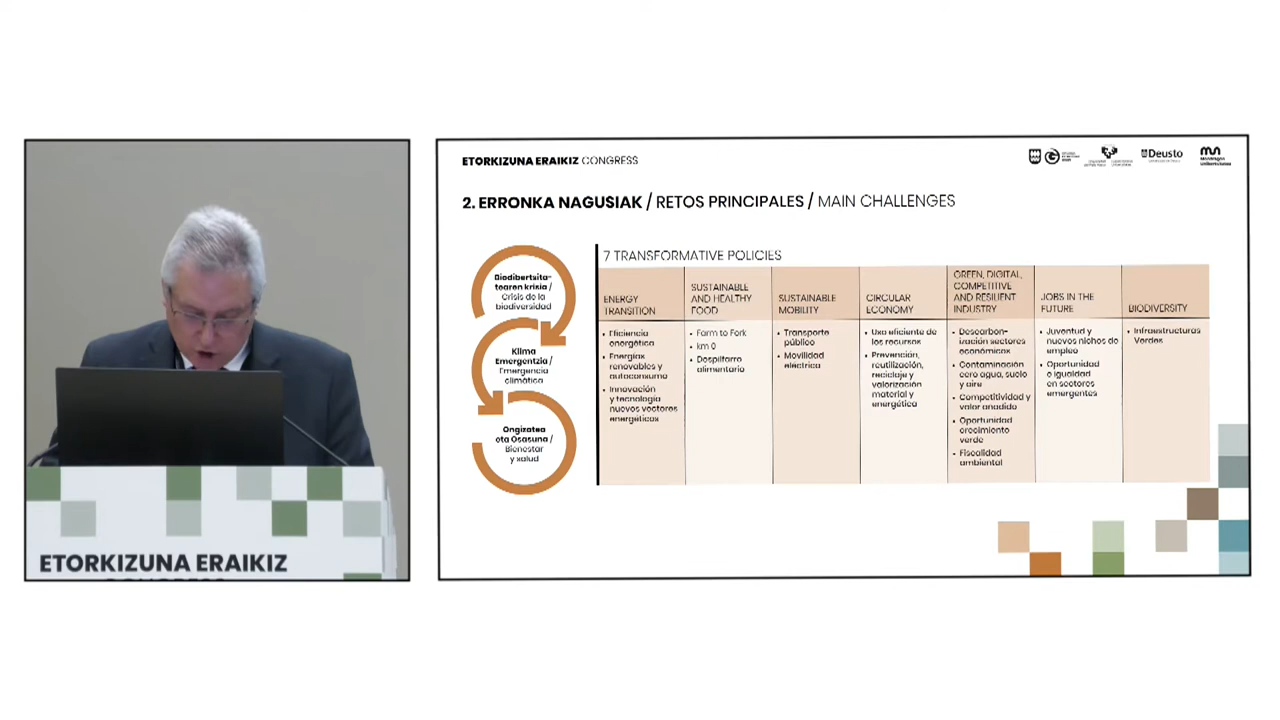 ETORKIZUNA ERAIKIZ CONGRESS
Deusto
2. ERRONKA NAGUSIAK / RETOS PRINCIPALES / MAIN CHALLENGES
Biodibertsita-
tearen krisia /
Crisis de la
biodiversidad
Klima
Emergentzia /
Emergencia
climática
Ongizatea
eta Osasuna /
Bienestar
y salud
7 TRANSFORMATIVE POLICIES
ENERGY
TRANSITION
• Eficiencia
energética
• Energías
renovables y
autoconsumo
• Innovación
y tecnología
nuevos vectores
energéticos
SUSTAINABLE
AND HEALTHY
FOOD
• Farm to Fork
• km 0
• Despilfarro
alimentario
SUSTAINABLE
MOBILITY
• Transporte
público
• Movilidad
eléctrica
CIRCULAR
ECONOMY
• Uso eficiente de
los recursos
• Prevención,
reutilización,
reciclaje y
valorización
material y
energética
GREEN, DIGITAL,
COMPETITIVE
AND RESILIENT
INDUSTRY
• Descarbon-
ización sectores
económicos
• Contaminación
cero agua, suelo
y aire
• Competitividad y
valor añadido
• Oportunidad
crecimiento
verde
• Fiscalidad
ambiental
JOBS IN THE
FUTURE
• Juventud y
nuevos nichos de
empleo
• Oportunidad
e igualdad
en sectores
emergentes
BIODIVERSITY
• Infraestructuras
Verdes
ETORKIZUNA ERAIKIZ
CONGRESS